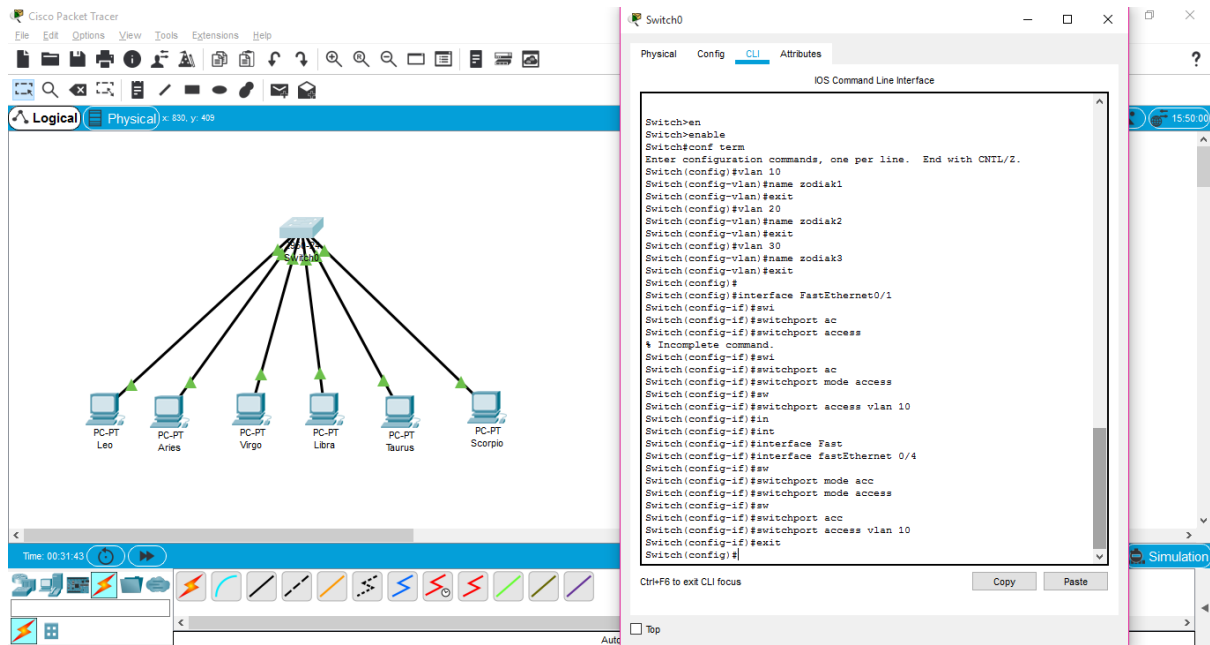 Cisco Packet Tracer
File Edit Options View Tools Extensions Help
?
Logical Physical x: 830, y: 409
15:50:00
Switch0
PC-PT
Leo
PC-PT
Aries
PC-PT
Virgo
PC-PT
Libra
PC-PT
Taurus
PC-PT
Scorpio
Time: 00:31:43
Simulation
Auto
Switch0
Physical Config CLI Attributes
IOS Command Line Interface
Switch>en
Switch>enable
Switch#conf term
Enter configuration commands, one per line. End with CNTL/Z.
Switch(config)#vlan 10
Switch(config-vlan)#name zodiak1
Switch(config-vlan)#exit
Switch(config)#vlan 20
Switch(config-vlan)#name zodiak2
Switch(config-vlan)#exit
Switch(config)#vlan 30
Switch(config-vlan)#name zodiak3
Switch(config-vlan)#exit
Switch(config)#
Switch(config)#interface FastEthernet0/1
Switch(config-if)#swi
Switch(config-if)#switchport ac
Switch(config-if)#switchport access
% Incomplete command.
Switch(config-if)#swi
Switch(config-if)#switchport ac
Switch(config-if)#switchport mode access
Switch(config-if)#sw
Switch(config-if)#switchport access vlan 10
Switch(config-if)#in
Switch(config-if)#int
Switch(config-if)#interface Fast
Switch(config-if)#interface fastEthernet 0/4
Switch(config-if)#sw
Switch(config-if)#switchport mode acc
Switch(config-if)#switchport mode access
Switch(config-if)#sw
Switch(config-if)#switchport acc
Switch(config-if)#switchport access vlan 10
Switch(config-if)#exit
Switch(config)#
Ctrl+F6 to exit CLI focus
Copy Paste
Top